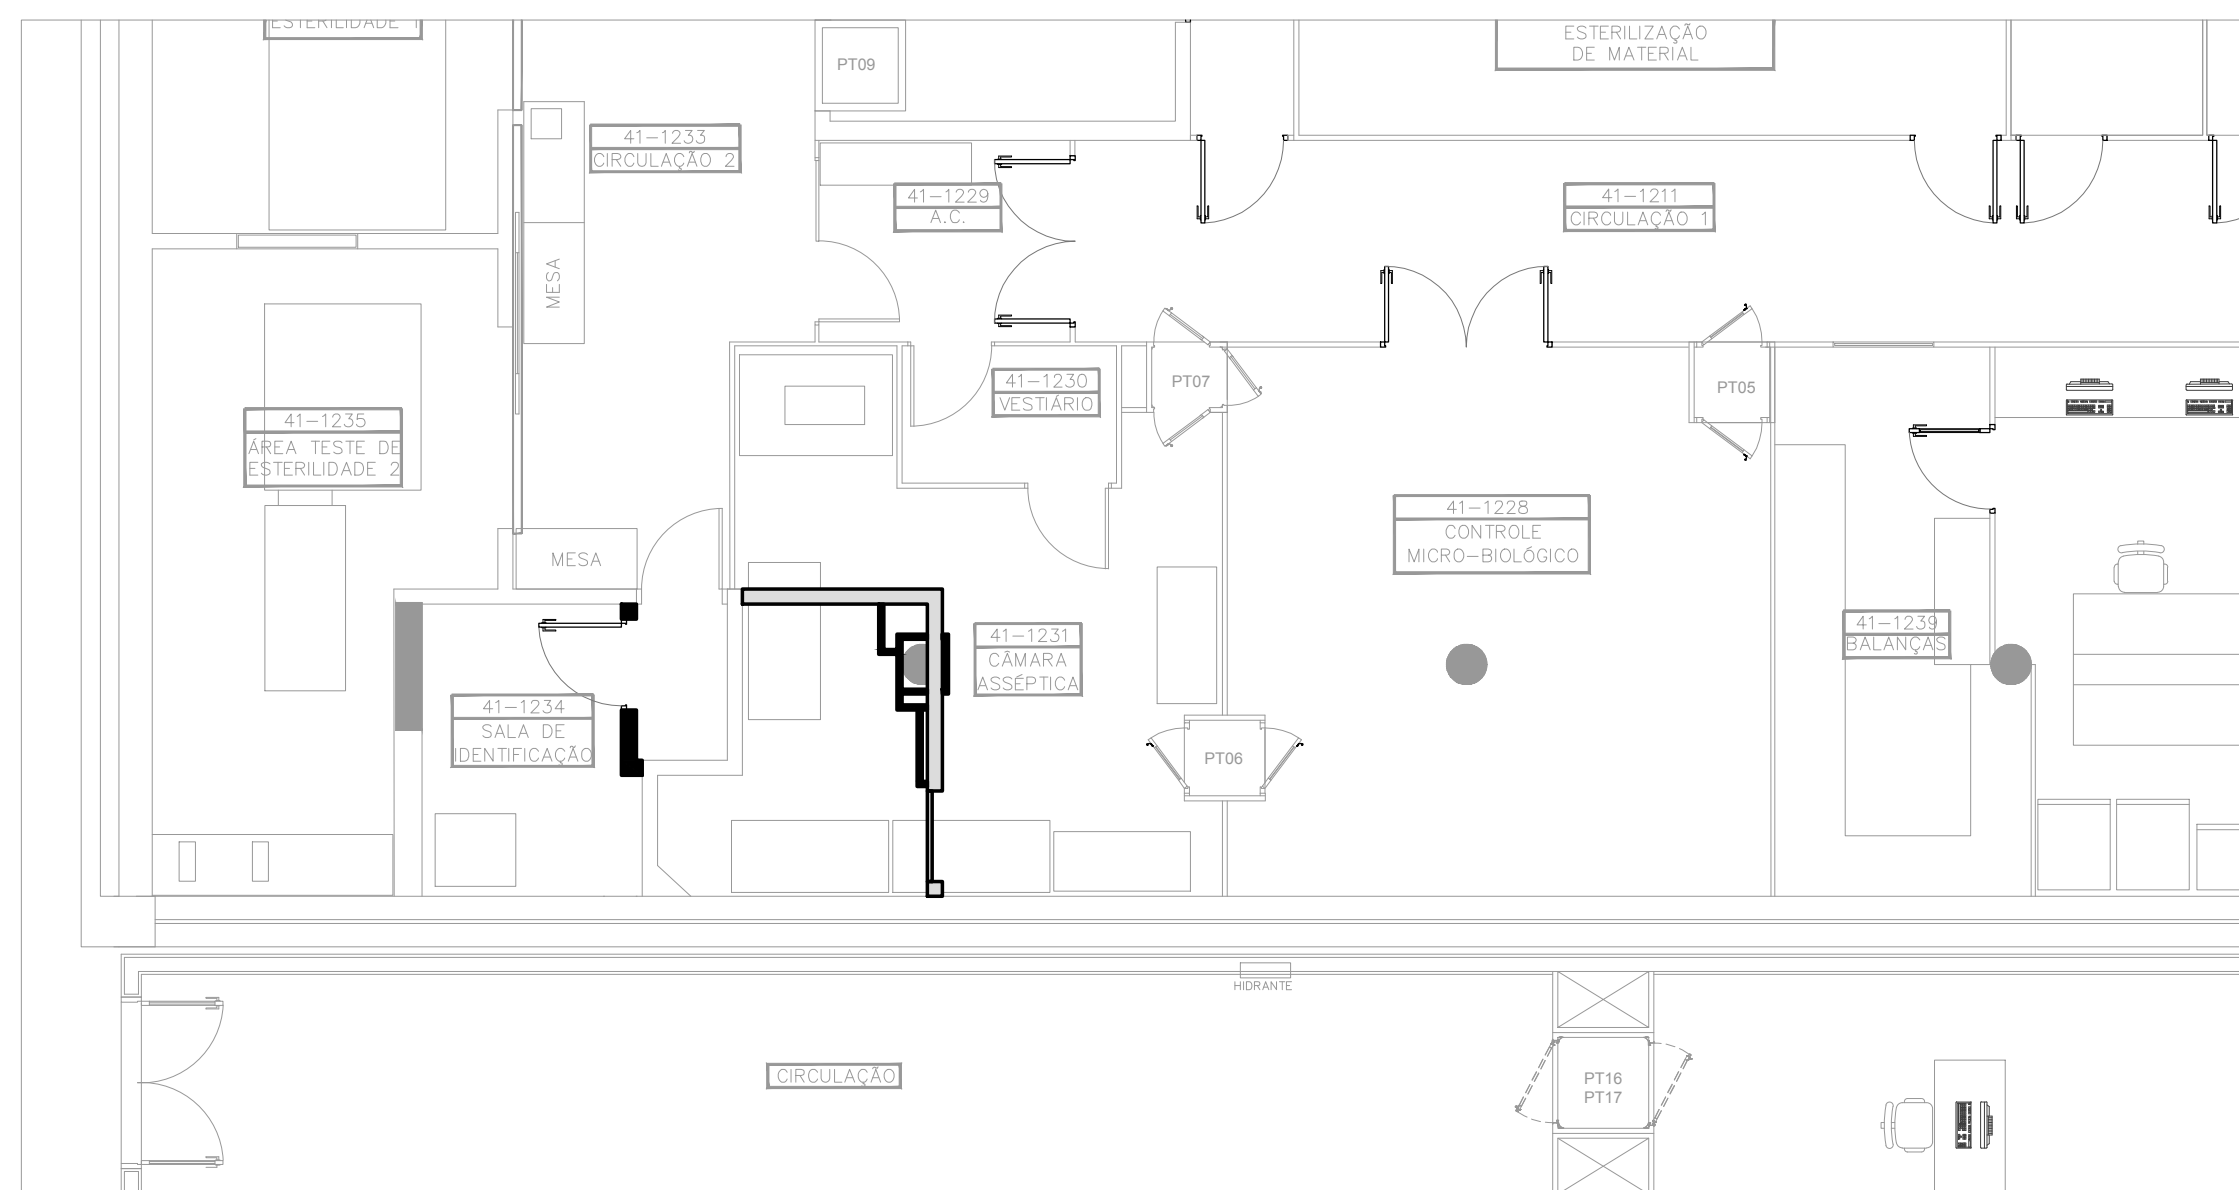 ESTERILIDADE 1
PT09
ESTERILIZAÇÃO
DE MATERIAL
41-1233
CIRCULAÇÃO 2
41-1229
A.C.
41-1211
CIRCULAÇÃO 1
MESA
41-1230
VESTIÁRIO
PT07
PT05
41-1235
ÁREA TESTE DE
ESTERILIDADE 2
41-1228
CONTROLE
MICRO-BIOLÓGICO
MESA
41-1231
CÂMARA
ASSÉPTICA
41-1239
BALANÇAS
41-1234
SALA DE
IDENTIFICAÇÃO
PT06
HIDRANTE
CIRCULAÇÃO
PT16
PT17